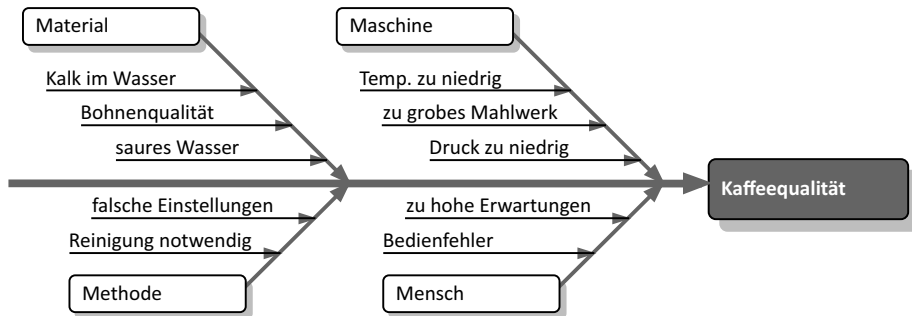 Material
Kalk im Wasser
Bohnenqualität
saures Wasser
Maschine
Temp. zu niedrig
zu grobes Mahlwerk
Druck zu niedrig
Kaffeequalität
falsche Einstellungen
Reinigung notwendig
Methode
zu hohe Erwartungen
Bedienfehler
Mensch